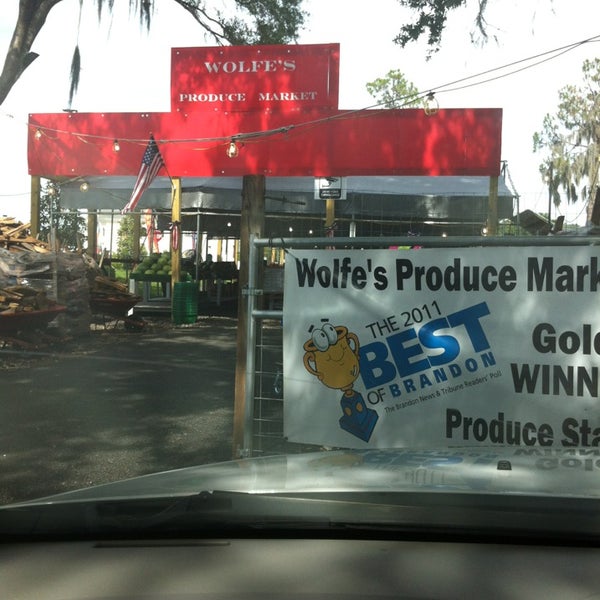 WOLFE'S
PRODUCE MARKET
Wolfe's Produce Mark
THE 2011
BEST
OF BRANDON
The Brandon News & Tribune Readers' Poll
Gold
WINN
Produce Sta